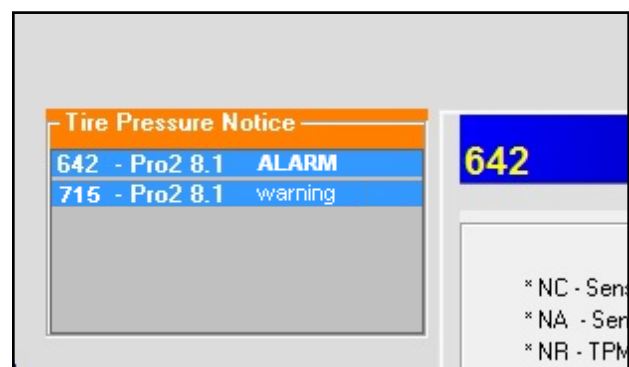 Tire Pressure Notice
642 - Pro2 8.1 ALARM
715 - Pro2 8.1 warning
642
* NC - Sens
* NA - Sen
* NR - TPM